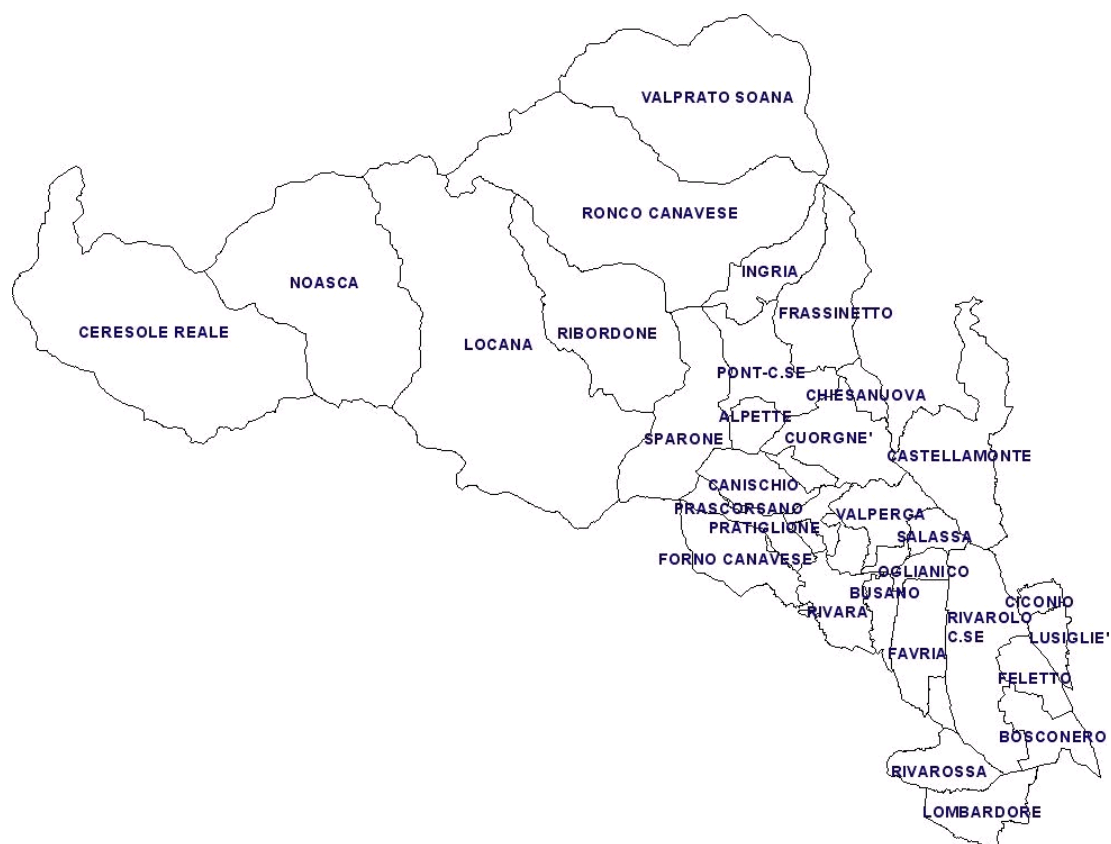 VALPRATO SOANA
RONCO CANAVESE
INGRIA
NOASCA
FRASSINETTO
CERESOLE REALE
RIBORDONE
LOCANA
PONT-C.SE
CHIESANUOVA
ALPETTE
SPARONE
CUORGNE'
CASTELLAMONTE
CANISCHIO
PRASCORSANO
VALPERGA
PRATIGLIONE
SALASSA
FORNO CANAVESE
OGLIANICO
BUSANO
CICONIO
RIVARA
RIVAROLO
C.SE
LUSIGLIE'
FAVRIA
FELETTO
BOSCONERO
RIVAROSSA
LOMBARDORE